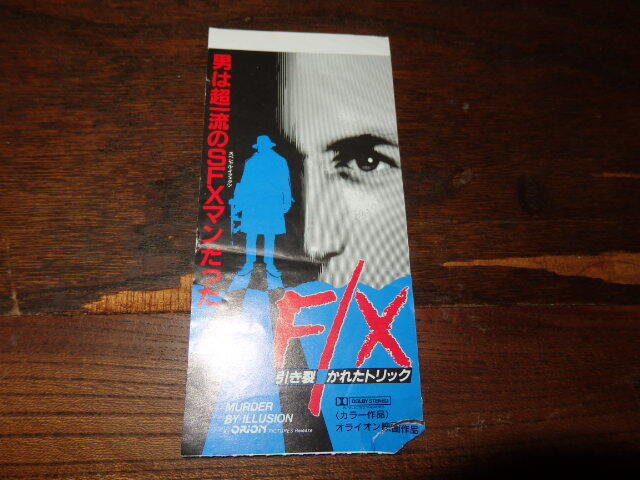 男は超一流のSFXマンだった
F/X
引き裂かれたトリック
MURDER
BY ILLUSION
ORION PICTURES Release
DOLBY STEREO
〈カラー作品〉
オライオン映画作品